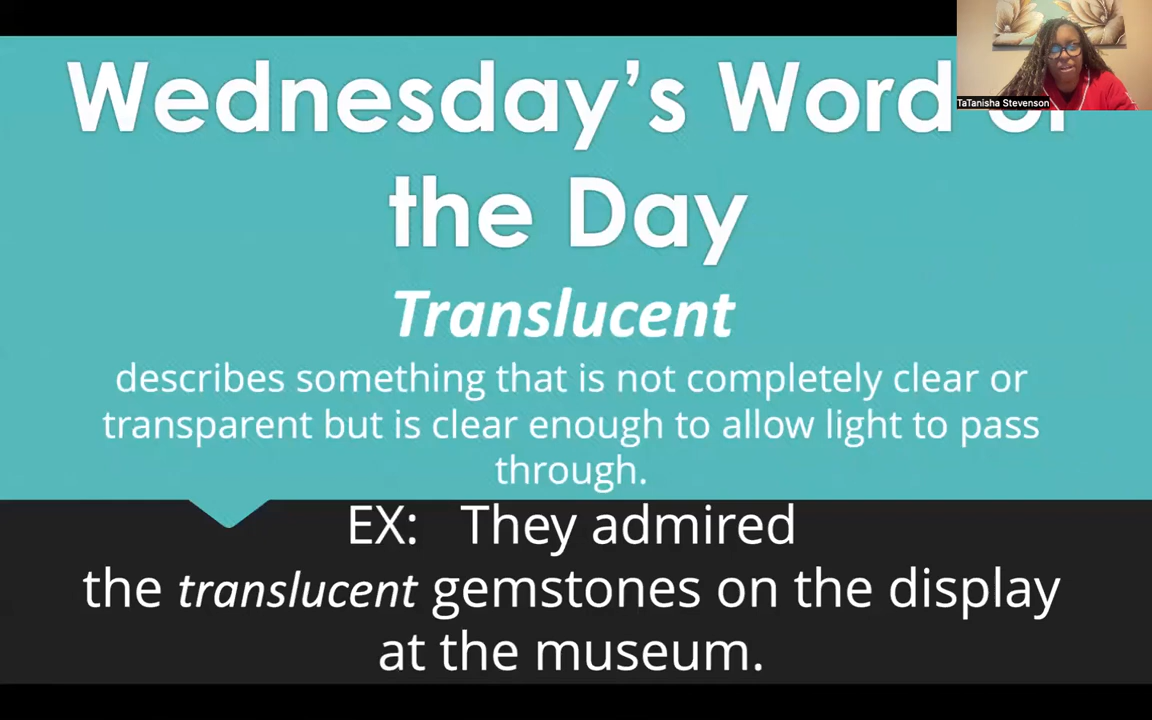 Wednesday's Word of
the Day
Translucent
describes something that is not completely clear or
transparent but is clear enough to allow light to pass
through.
EX: They admired
the translucent gemstones on the display
at the museum.
TaTanisha Stevenson